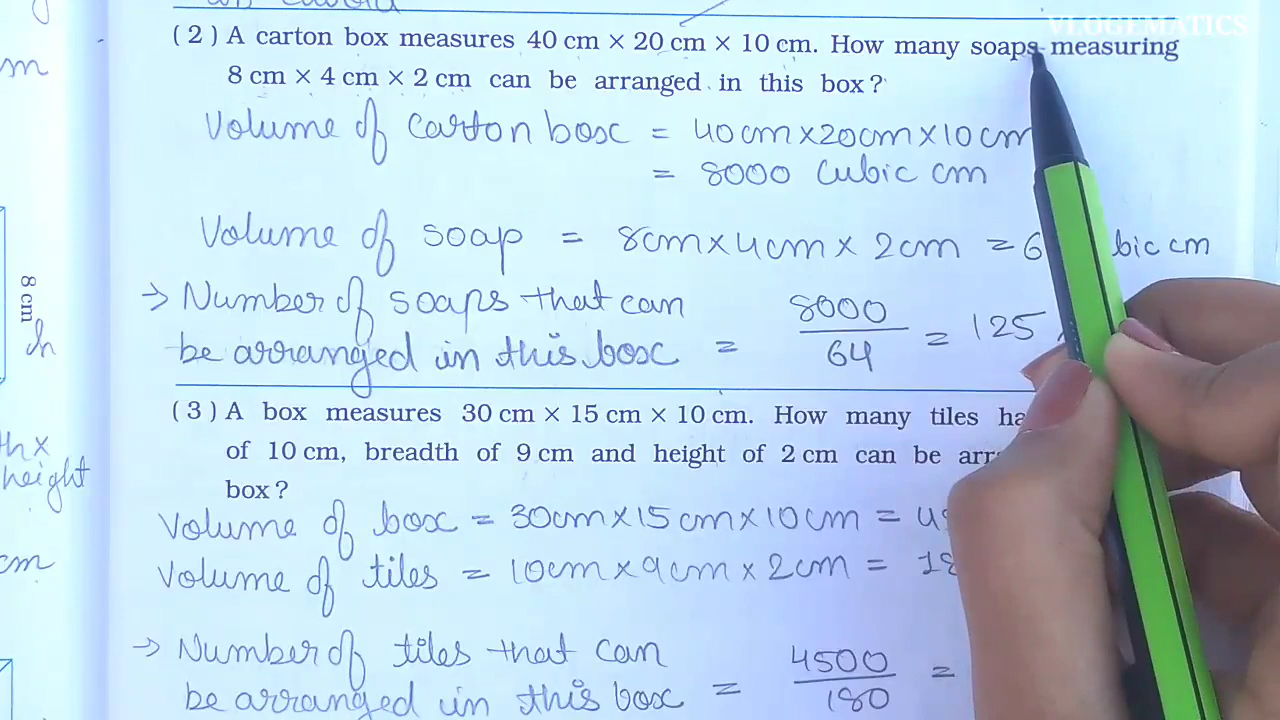 VLOGEMATICS
(2) A carton box measures 40 cm × 20 cm × 10 cm. How many soaps measuring
8 cm × 4 cm × 2 cm can be arranged in this box?
Volume of carton box = 40cm×20cm×10cm
= 8000 Cubic cm
Volume of soap = 8cm×4cm×2cm = 6 bic cm
→ Number of soaps that can
be arranged in this box = 8000/64 = 125
(3) A box measures 30 cm × 15 cm × 10 cm. How many tiles
of 10 cm, breadth of 9 cm and height of 2 cm can be
box?
Volume of box = 30cm×15cm×10cm =
Volume of tiles = 10cm×9cm×2cm =
→ Number of tiles that can
be arranged in this box = 4500/180 =
m
8 cm
h
th×
height
cm